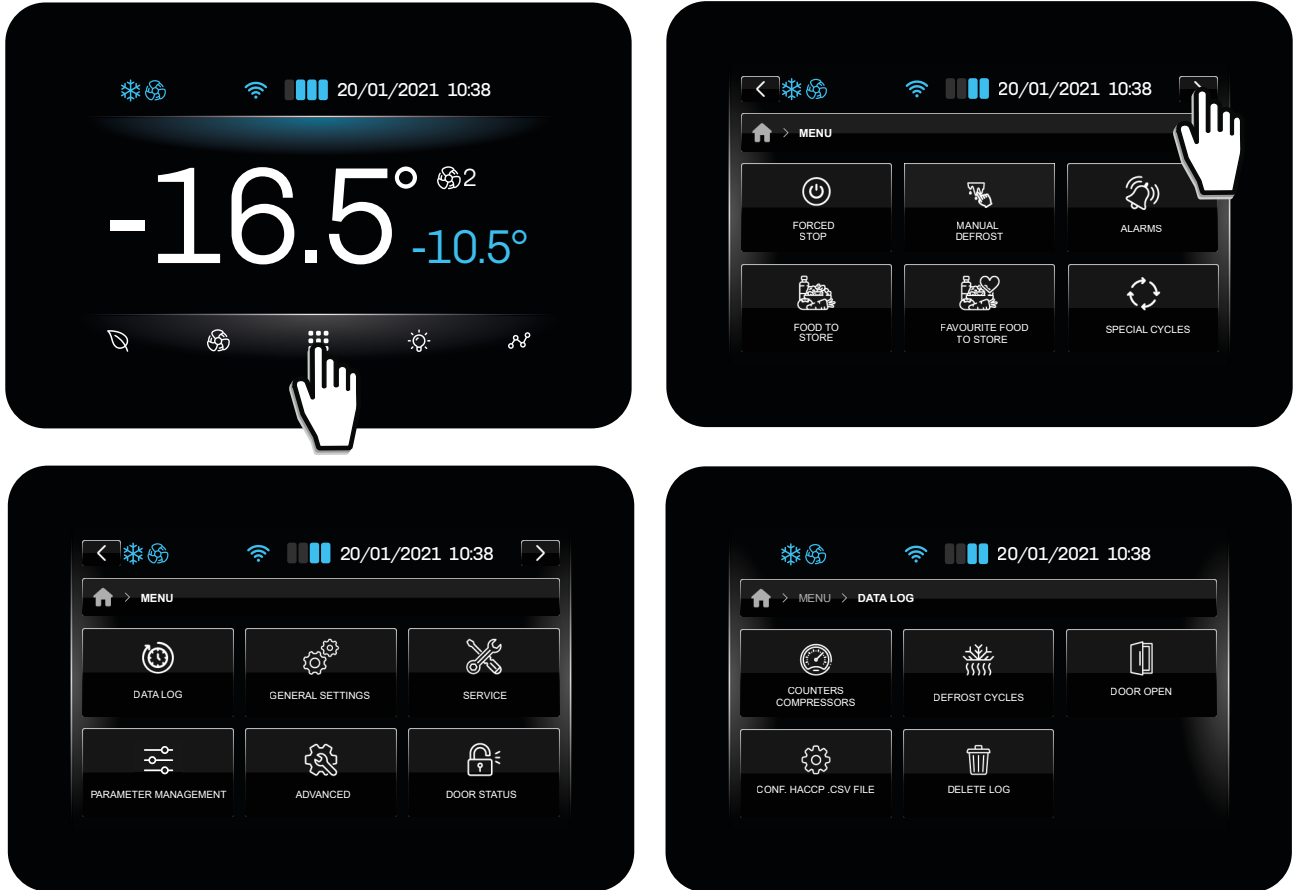 20/01/2021 10:38
-16.5° 2
-10.5°
20/01/2021 10:38
> MENU
FORCED
STOP
MANUAL
DEFROST
ALARMS
FOOD TO
STORE
FAVOURITE FOOD
TO STORE
SPECIAL CYCLES
20/01/2021 10:38
> MENU
DATA LOG
GENERAL SETTINGS
SERVICE
PARAMETER MANAGEMENT
ADVANCED
DOOR STATUS
20/01/2021 10:38
> MENU > DATA LOG
COUNTERS
COMPRESSORS
DEFROST CYCLES
DOOR OPEN
CONF. HACCP .CSV FILE
DELETE LOG